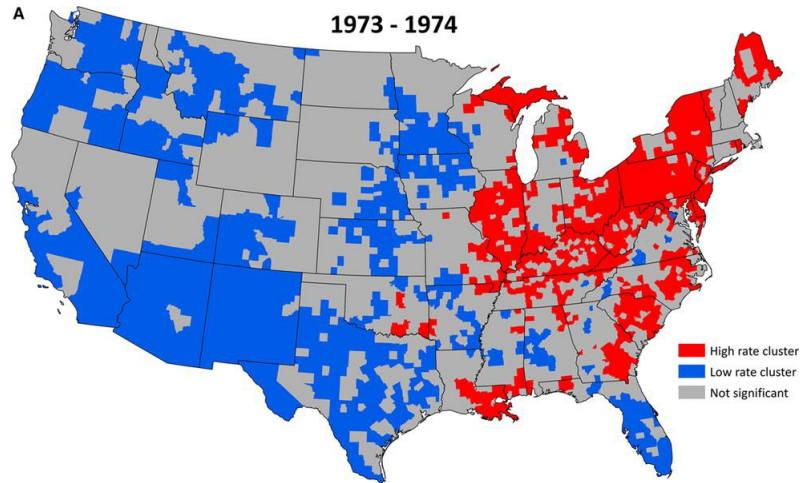 A
1973 - 1974
High rate cluster
Low rate cluster
Not significant